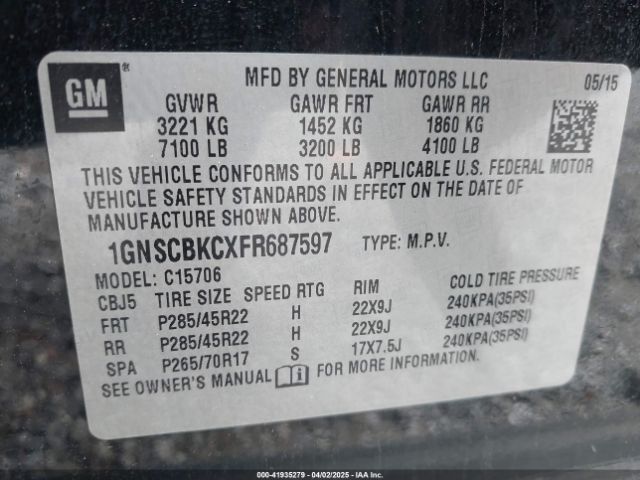 GM®
MFD BY GENERAL MOTORS LLC 05/15
GVWR GAWR FRT GAWR RR
3221 KG 1452 KG 1860 KG
7100 LB 3200 LB 4100 LB
THIS VEHICLE CONFORMS TO ALL APPLICABLE U.S. FEDERAL MOTOR
VEHICLE SAFETY STANDARDS IN EFFECT ON THE DATE OF
MANUFACTURE SHOWN ABOVE.
1GNSCBKCXFR687597 TYPE: M.P.V.
MODEL: C15706
CBJ5 TIRE SIZE SPEED RTG RIM COLD TIRE PRESSURE
FRT P285/45R22 H 22X9J 240KPA(35PSI)
RR P285/45R22 H 22X9J 240KPA(35PSI)
SPA P265/70R17 S 17X7.5J 240KPA(35PSI)
SEE OWNER'S MANUAL i FOR MORE INFORMATION.
000-41935279 - 04/02/2025 - IAAI, Inc.